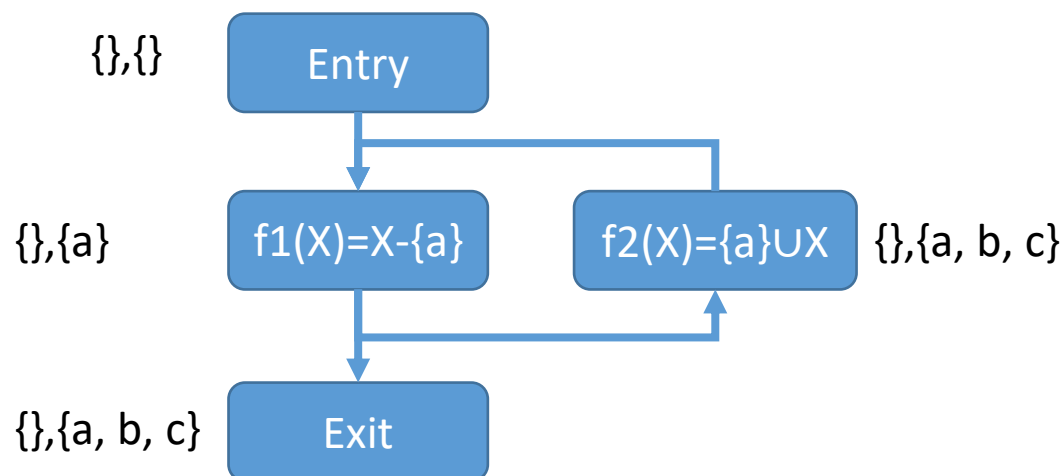 {},{}
Entry
{},{a}
f1(X)=X-{a}
f2(X)={a}∪X
{},{a, b, c}
{},{a, b, c}
Exit